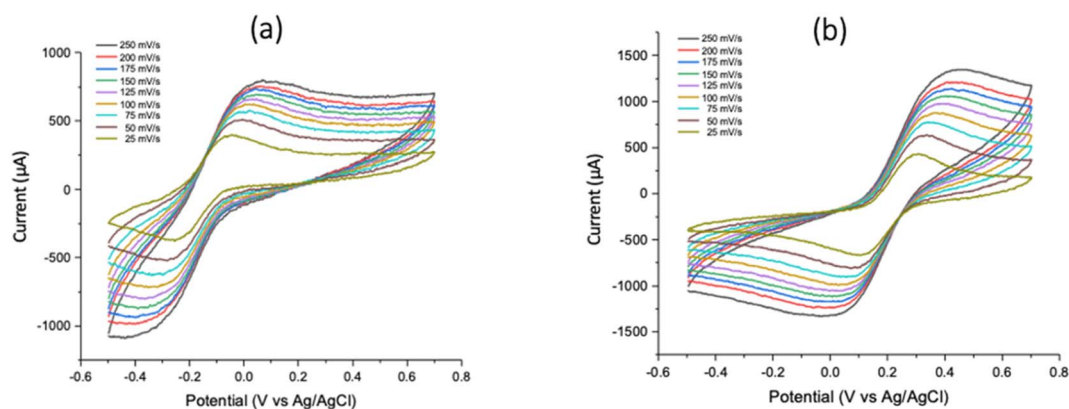 (a)
250 mV/s
200 mV/s
175 mV/s
150 mV/s
125 mV/s
100 mV/s
75 mV/s
50 mV/s
25 mV/s
1000
500
0
-500
-1000
Current (µA)
-0.6 -0.4 -0.2 0.0 0.2 0.4 0.6 0.8
Potential (V vs Ag/AgCl)
(b)
250 mV/s
200 mV/s
175 mV/s
150 mV/s
125 mV/s
100 mV/s
75 mV/s
50 mV/s
25 mV/s
1500
1000
500
0
-500
-1000
-1500
Current (µA)
-0.6 -0.4 -0.2 0.0 0.2 0.4 0.6 0.8
Potential (V vs Ag/AgCl)